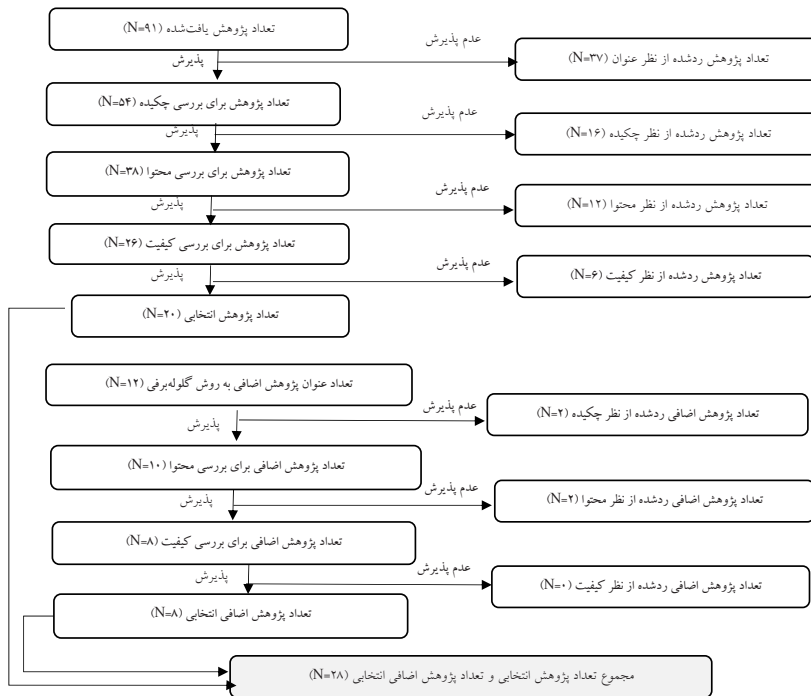 تعداد پژوهش یافت‌شده (N=۹۱)
عدم پذیرش
پذیرش
تعداد پژوهش ردشده از نظر عنوان (N=۳۷)
تعداد پژوهش برای بررسی چکیده (N=۵۴)
عدم پذیرش
پذیرش
تعداد پژوهش ردشده از نظر چکیده (N=۱۶)
تعداد پژوهش برای بررسی محتوا (N=۳۸)
عدم پذیرش
پذیرش
تعداد پژوهش ردشده از نظر محتوا (N=۱۲)
تعداد پژوهش برای بررسی کیفیت (N=۲۶)
عدم پذیرش
پذیرش
تعداد پژوهش ردشده از نظر کیفیت (N=۶)
تعداد پژوهش انتخابی (N=۲۰)
تعداد عنوان پژوهش اضافی به روش گلوله‌برفی (N=۱۲)
عدم پذیرش
پذیرش
تعداد پژوهش اضافی ردشده از نظر چکیده (N=۲)
تعداد پژوهش اضافی برای بررسی محتوا (N=۱۰)
عدم پذیرش
پذیرش
تعداد پژوهش اضافی ردشده از نظر محتوا (N=۲)
تعداد پژوهش اضافی برای بررسی کیفیت (N=۸)
عدم پذیرش
پذیرش
تعداد پژوهش اضافی ردشده از نظر کیفیت (N=۰)
تعداد پژوهش اضافی انتخابی (N=۸)
مجموع تعداد پژوهش انتخابی و تعداد پژوهش اضافی انتخابی (N=۲۸)